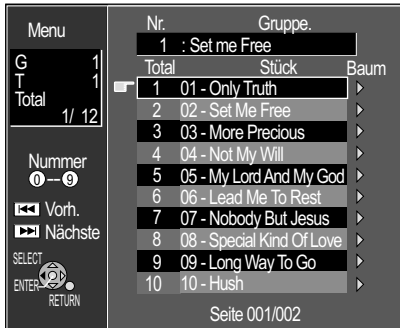 Menu
G 1
T 1
Total
1/ 12
Nummer
0--9
Vorh.
Nächste
SELECT
ENTER
RETURN
Nr. Gruppe.
1 : Set me Free
Total Stück Baum
1 01 - Only Truth
2 02 - Set Me Free
3 03 - More Precious
4 04 - Not My Will
5 05 - My Lord And My God
6 06 - Lead Me To Rest
7 07 - Nobody But Jesus
8 08 - Special Kind Of Love
9 09 - Long Way To Go
10 10 - Hush
Seite 001/002